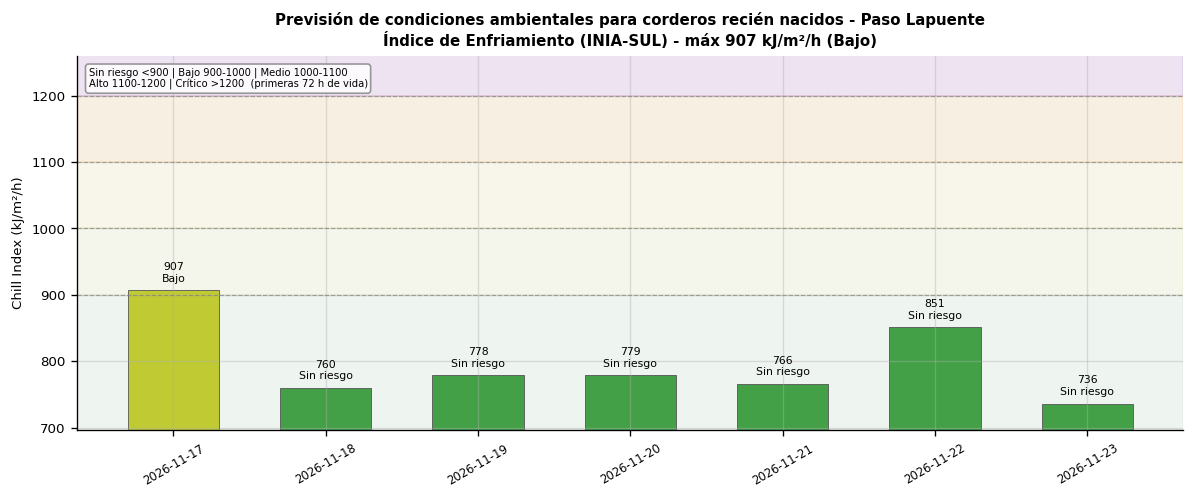 Previsión de condiciones ambientales para corderos recién nacidos - Paso Lapuente
Índice de Enfriamiento (INIA-SUL) - máx 907 kJ/m²/h (Bajo)
Sin riesgo <900 | Bajo 900-1000 | Medio 1000-1100
Alto 1100-1200 | Crítico >1200  (primeras 72 h de vida)
Chill Index (kJ/m²/h)
1200
1100
1000
900
800
700
907
Bajo
760
Sin riesgo
778
Sin riesgo
779
Sin riesgo
766
Sin riesgo
851
Sin riesgo
736
Sin riesgo
2026-11-17
2026-11-18
2026-11-19
2026-11-20
2026-11-21
2026-11-22
2026-11-23